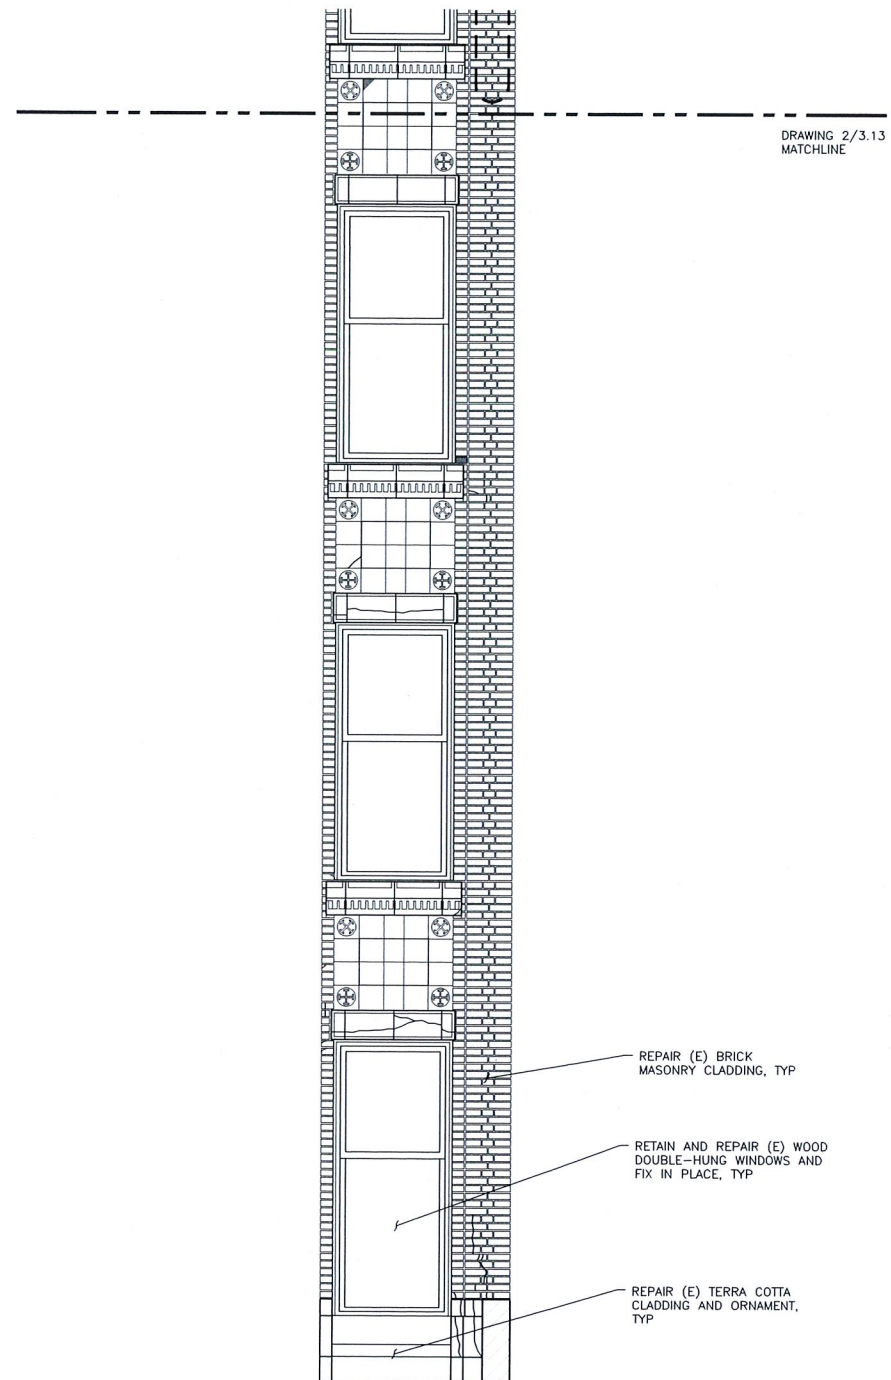 DRAWING 2/3.13
MATCHLINE
REPAIR (E) BRICK
MASONRY CLADDING, TYP
RETAIN AND REPAIR (E) WOOD
DOUBLE-HUNG WINDOWS AND
FIX IN PLACE, TYP
REPAIR (E) TERRA COTTA
CLADDING AND ORNAMENT,
TYP